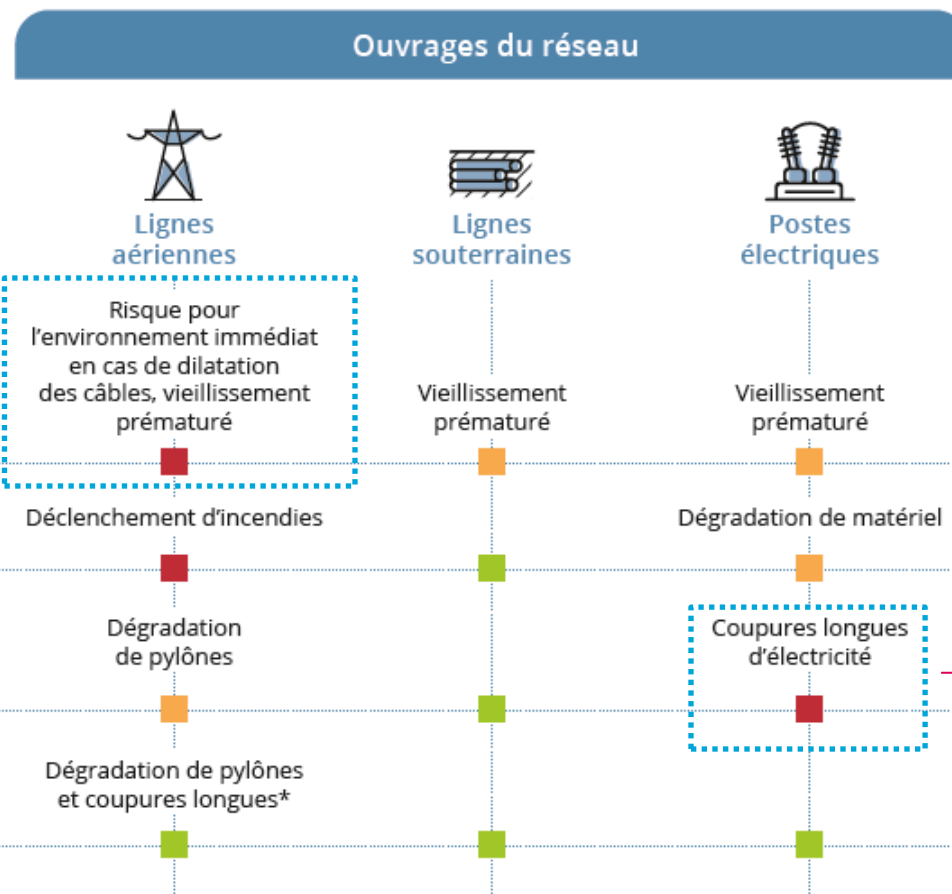 Ouvrages du réseau
Lignes
aériennes
Lignes
souterraines
Postes
électriques
Risque pour
l'environnement immédiat
en cas de dilatation
des câbles, vieillissement
prématuré
Vieillissement
prématuré
Vieillissement
prématuré
Déclenchement d'incendies
Dégradation de matériel
Dégradation
de pylônes
Coupures longues
d'électricité
Dégradation de pylônes
et coupures longues*